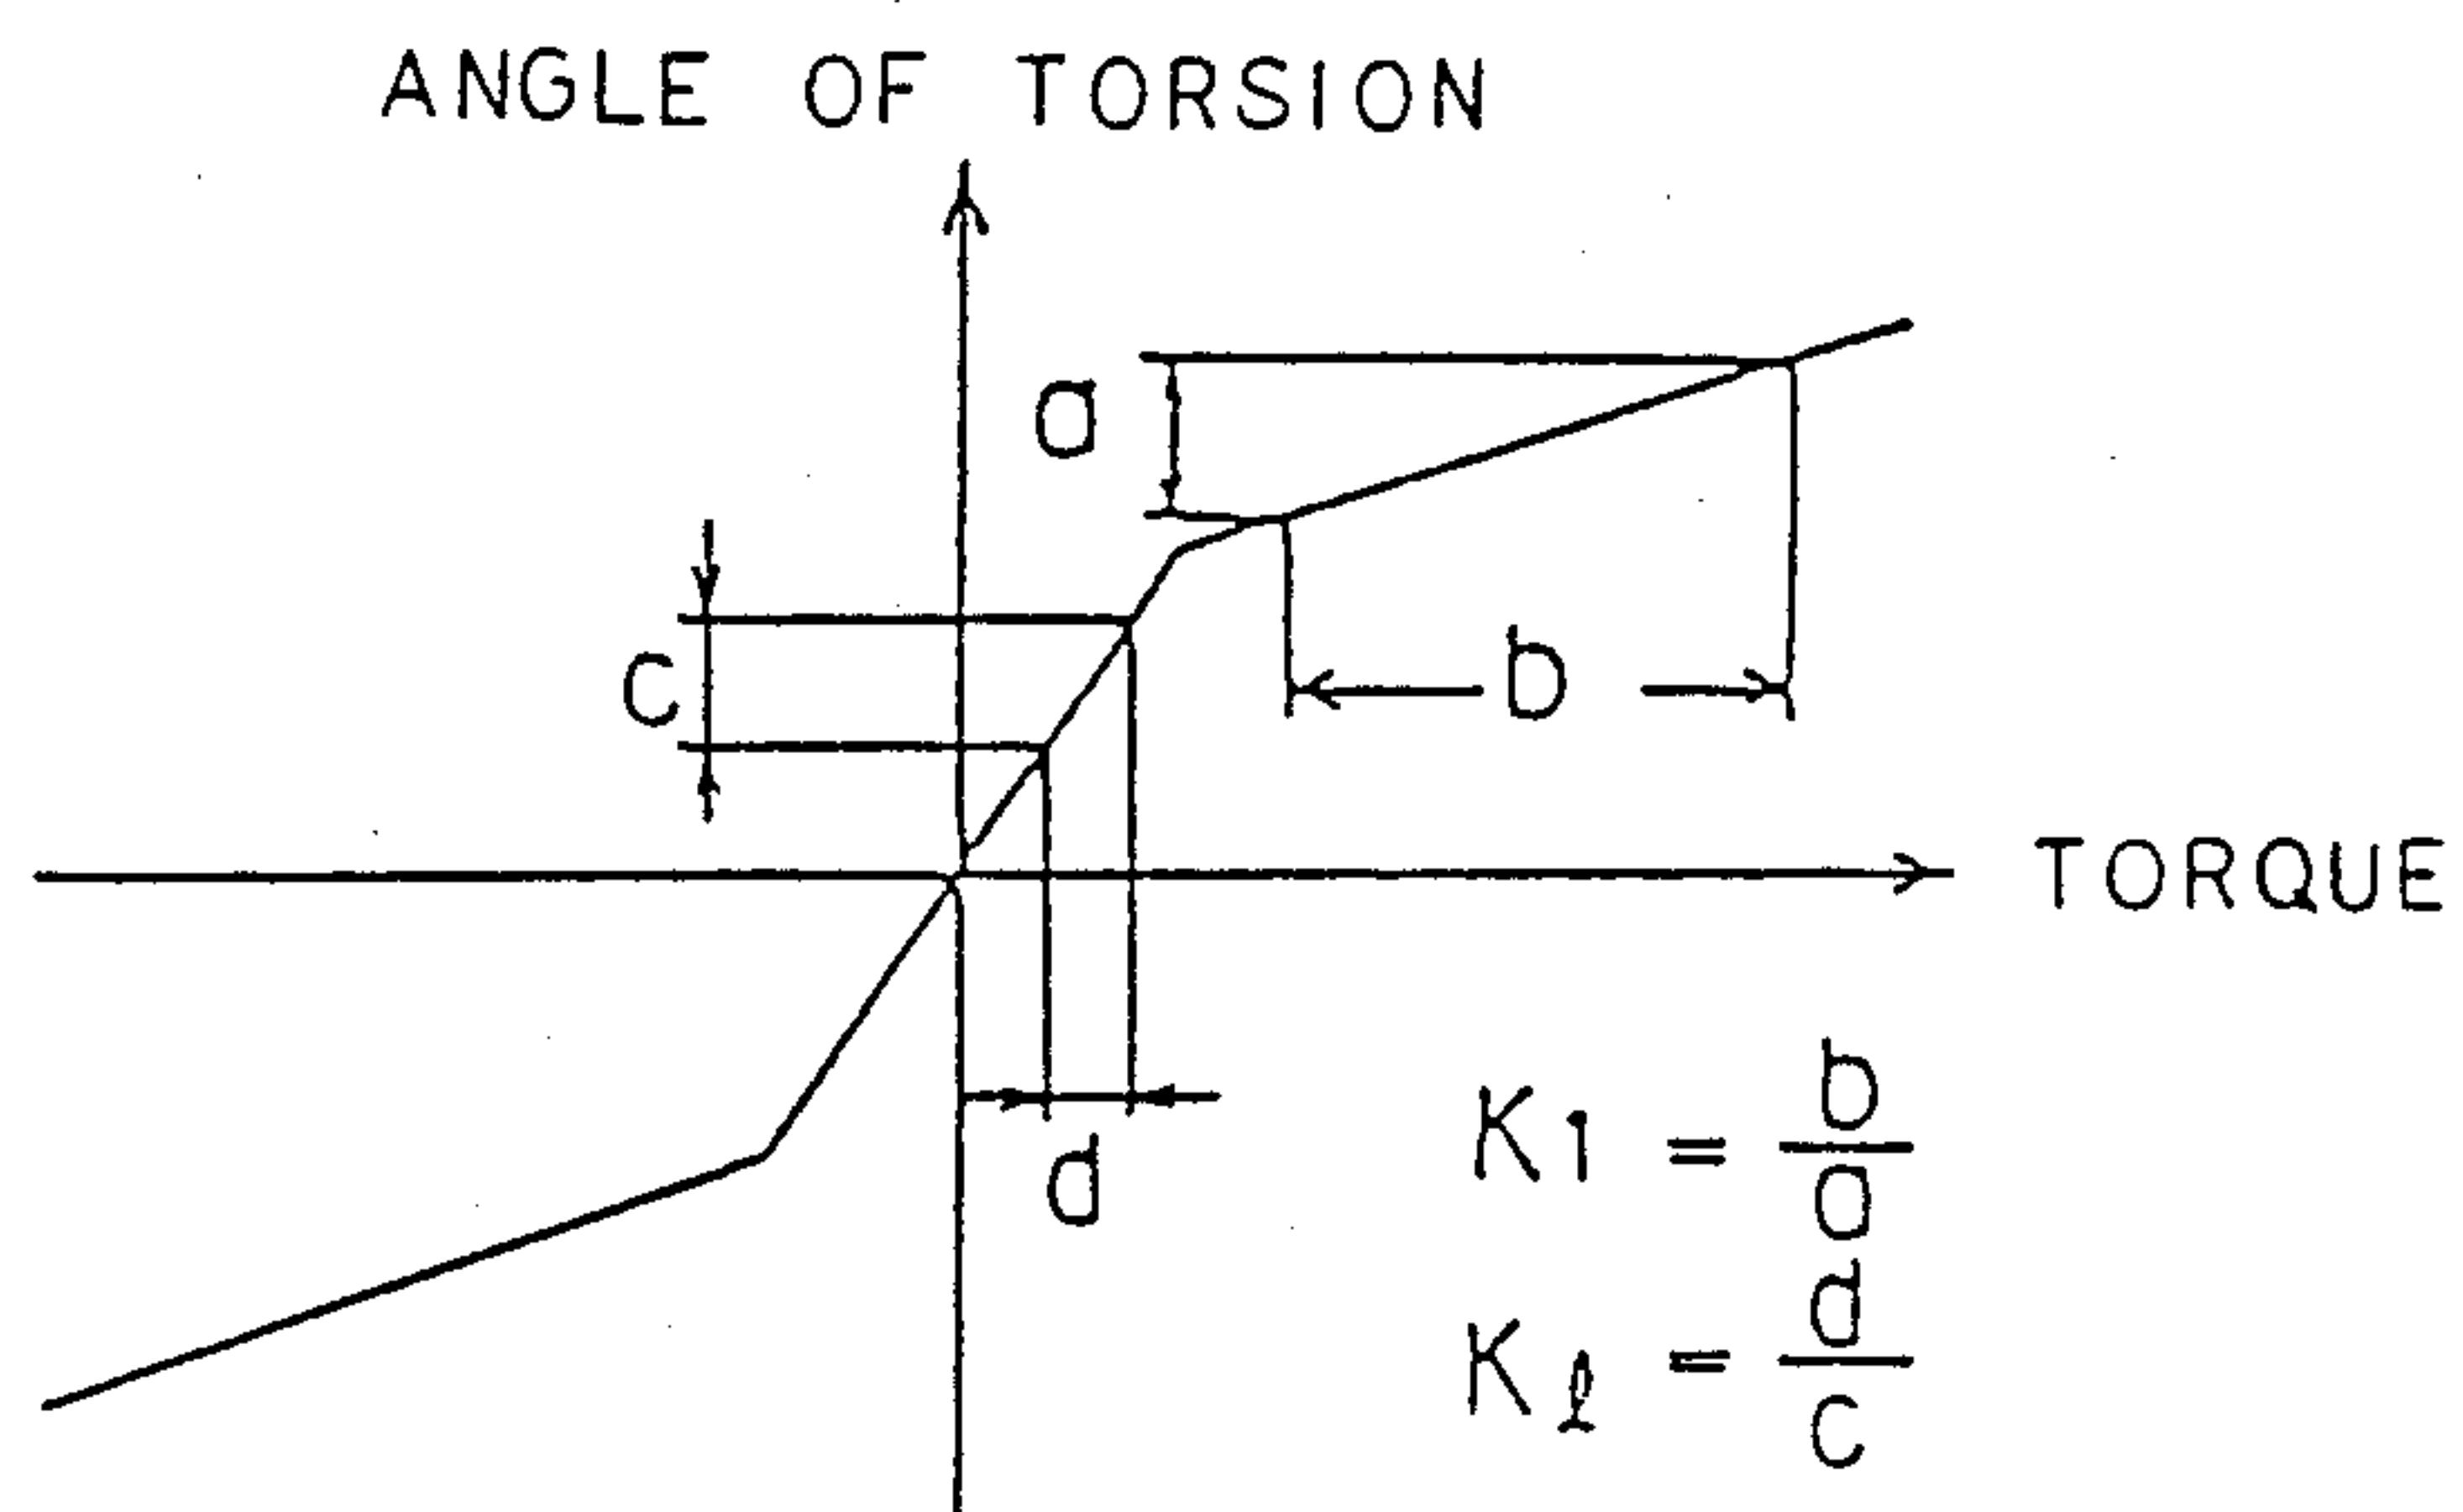 ANGLE OF TORSION
a
b
c
TORQUE
d
K1 = b/a
Kℓ = d/c